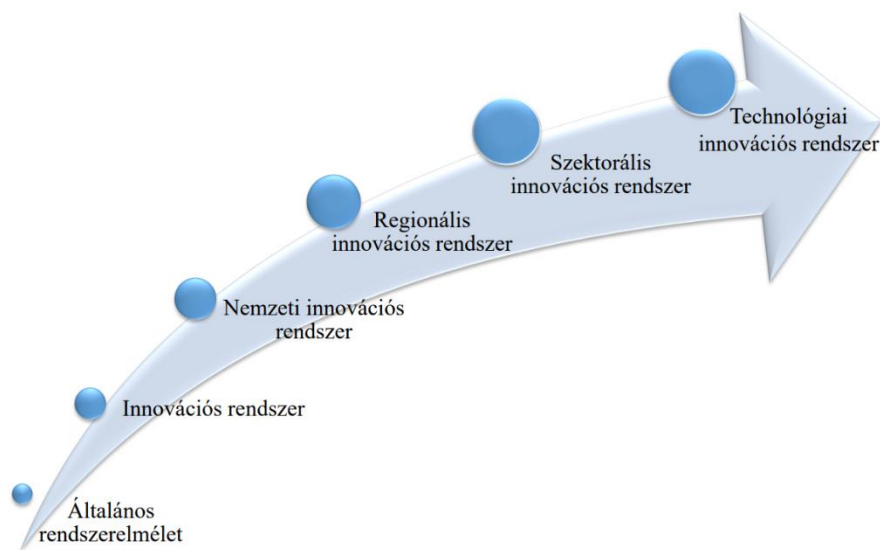 Technológiai
innovációs rendszer
Szektorális
innovációs rendszer
Regionális
innovációs rendszer
Nemzeti innovációs
rendszer
Innovációs rendszer
Általános
rendszerelmélet